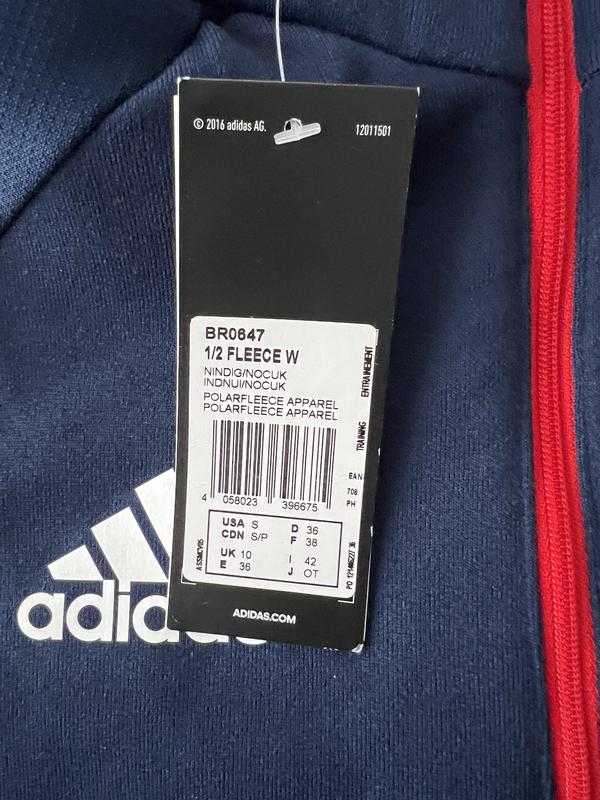 © 2016 adidas AG.
12011501
BR0647
1/2 FLEECE W
NINDIG/NOCUK
INDNUI/NOCUK
POLARFLEECE APPAREL
POLARFLEECE APPAREL
TRAINING ENTRAINEMENT
EAN
708
PH
4 058023 396675
USA S D 36
CDN S/P F 38
UK 10 I 42
E 36 J OT
ASSMCV05
ADIDAS.COM
adidas